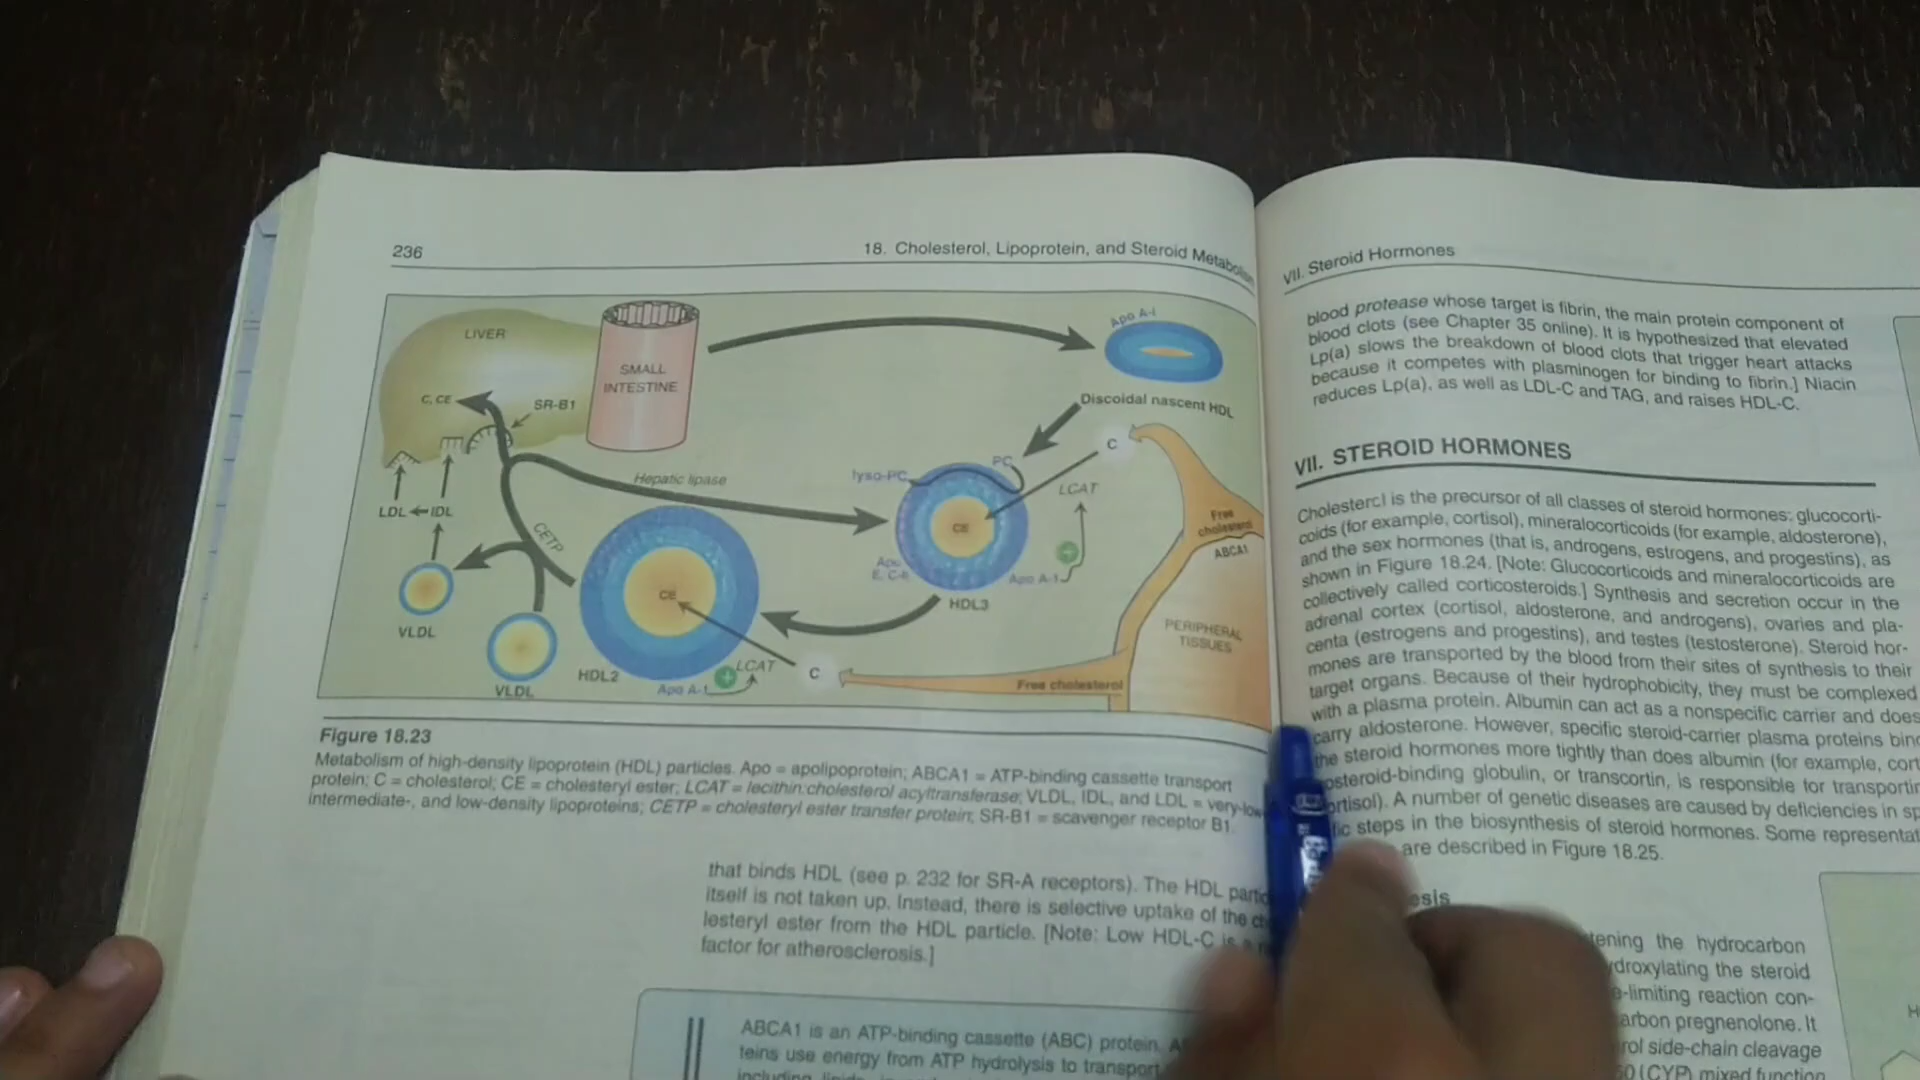 236
18. Cholesterol, Lipoprotein, and Steroid
LIVER
SMALL
INTESTINE
C, CE
SR-B1
LDL
IDL
VLDL
VLDL
CETP
Hepatic lipase
HDL2
CE
Apo A-1
LCAT
C
Free cholesterol
Apo A-I
Discoidal nascent HDL
lyso-PC
PC
C
LCAT
CE
Apo
E, C-II
Apo A-1
HDL3
Free
cholesterol
ABCA1
PERIPHERAL
TISSUES
Figure 18.23
Metabolism of high-density lipoprotein (HDL) particles. Apo = apolipoprotein; ABCA1 = ATP-binding cassette transport
protein; C = cholesterol; CE = cholesteryl ester; LCAT = lecithin:cholesterol acyltransferase; VLDL, IDL, and LDL = very-low
intermediate-, and low-density lipoproteins; CETP = cholesteryl ester transfer protein; SR-B1 = scavenger receptor B1.
that binds HDL (see p. 232 for SR-A receptors). The HDL
itself is not taken up. Instead, there is selective uptake of the
lesteryl ester from the HDL particle. [Note: Low HDL-C is a
factor for atherosclerosis.]
ABCA1 is an ATP-binding cassette (ABC) protein.
teins use energy from ATP hydrolysis to transport
VII. Steroid Hormones
blood protease whose target is fibrin, the main protein component of
blood clots (see Chapter 35 online). It is hypothesized that elevated
Lp(a) slows the breakdown of blood clots that trigger heart attacks
because it competes with plasminogen for binding to fibrin.] Niacin
reduces Lp(a), as well as LDL-C and TAG, and raises HDL-C.
VII. STEROID HORMONES
Cholesterol is the precursor of all classes of steroid hormones: glucocorti-
coids (for example, cortisol), mineralocorticoids (for example, aldosterone),
and the sex hormones (that is, androgens, estrogens, and progestins), as
shown in Figure 18.24. [Note: Glucocorticoids and mineralocorticoids are
collectively called corticosteroids.] Synthesis and secretion occur in the
adrenal cortex (cortisol, aldosterone, and androgens), ovaries and pla-
centa (estrogens and progestins), and testes (testosterone). Steroid hor-
mones are transported by the blood from their sites of synthesis to their
target organs. Because of their hydrophobicity, they must be complexed
with a plasma protein. Albumin can act as a nonspecific carrier and does
carry aldosterone. However, specific steroid-carrier plasma proteins bind
the steroid hormones more tightly than does albumin (for example,
osteroid-binding globulin, or transcortin, is responsible for
A number of genetic diseases are caused by deficiencies in
steps in the biosynthesis of steroid hormones. Some
are described in Figure 18.25.
the hydrocarbon
the steroid
reaction con-
pregnenolone. It
side-chain cleavage
(CYP) mixed function